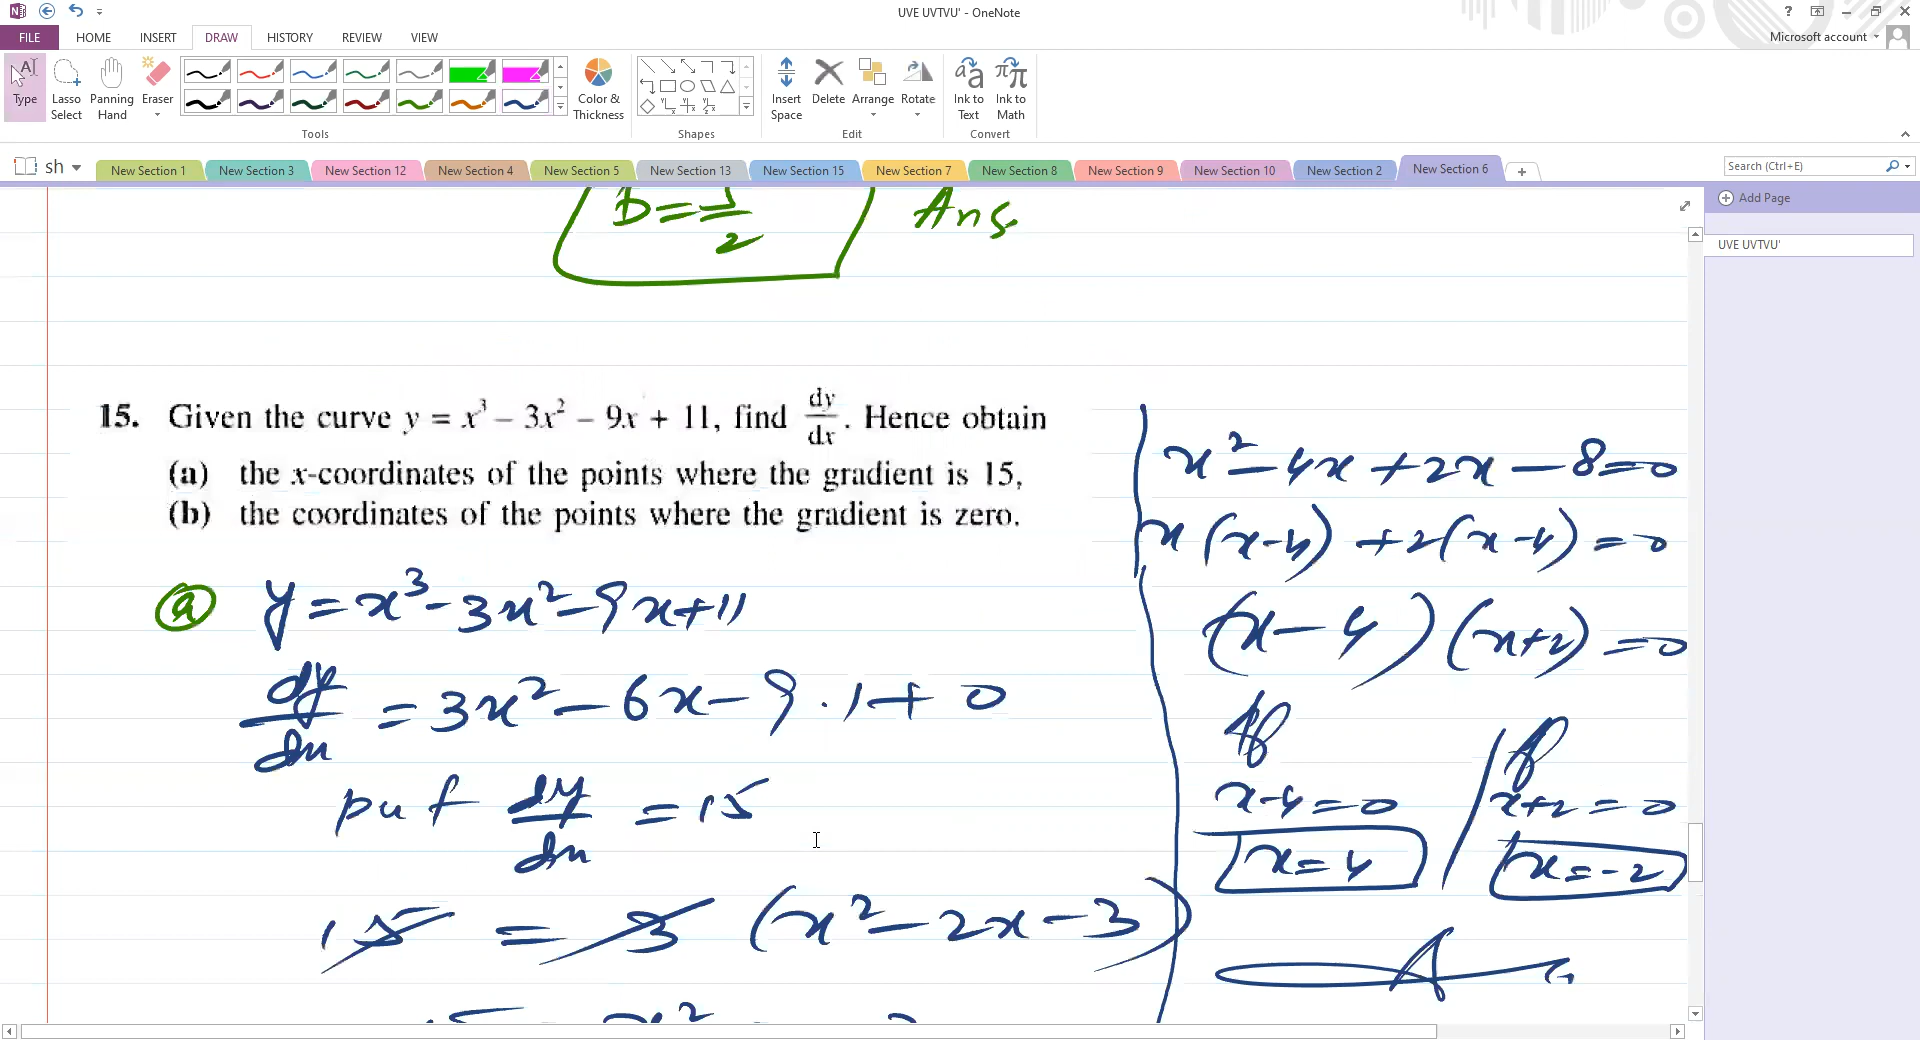 UVE UVTVU' - OneNote
?
Microsoft account
FILE HOME INSERT DRAW HISTORY REVIEW VIEW
Type
Lasso Select
Panning Hand
Eraser
Color & Thickness
Insert Space
Delete
Arrange
Rotate
Ink to Text
Ink to Math
Tools
Shapes
Edit
Convert
sh
New Section 1
New Section 3
New Section 12
New Section 4
New Section 5
New Section 13
New Section 15
New Section 7
New Section 8
New Section 9
New Section 10
New Section 2
New Section 6
Search (Ctrl+E)
Add Page
UVE UVTVU'
D = 1/2 Ans
15. Given the curve y = x³ – 3x² – 9x + 11, find dy/dx. Hence obtain
(a) the x-coordinates of the points where the gradient is 15,
(b) the coordinates of the points where the gradient is zero.
(a) y = x³ - 3x² - 9x + 11
dy/dx = 3x² - 6x - 9 . 1 + 0
put dy/dx = 15
15 = 3 (x² - 2x - 3)
x² - 4x + 2x - 8 = 0
x (x-4) + 2(x-4) = 0
(x - 4) (x+2) = 0
If
x-4 = 0
x = 4
If
x+2 = 0
x = -2